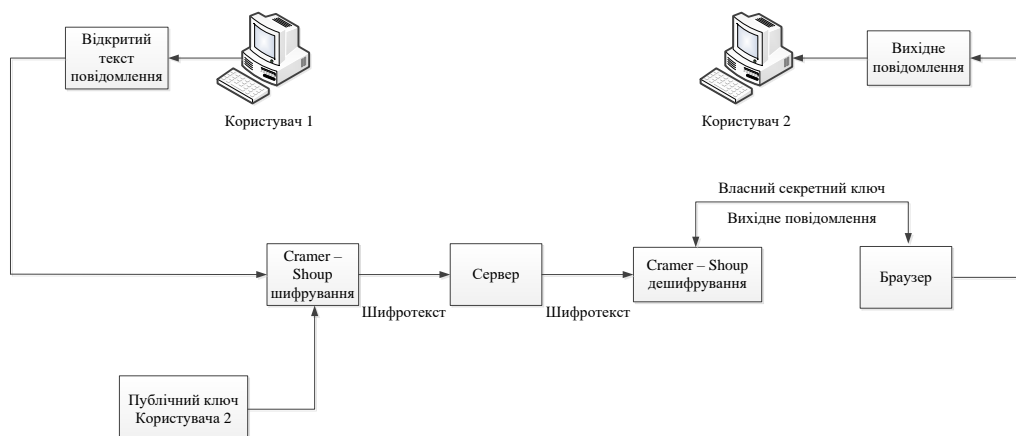 Відкритий
текст
повідомлення
Користувач 1
Користувач 2
Вихідне
повідомлення
Власний секретний ключ
Вихідне повідомлення
Cramer –
Shoup
шифрування
Шифротекст
Сервер
Шифротекст
Cramer – Shoup
дешифрування
Браузер
Публічний ключ
Користувача 2